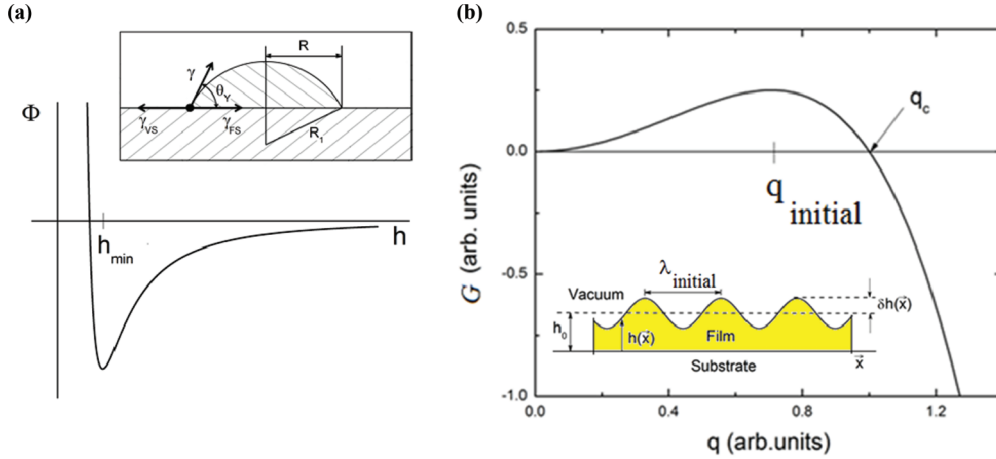 (a)
R
γ
θY
γVS
γFS
R1
Φ
h
hmin
(b)
0.5
0.0
-0.5
-1.0
G (arb. units)
qc
qinitial
λinitial
Vacuum
δh(x⃗)
h0
h(x⃗)
Film
x⃗
Substrate
0.0
0.4
0.8
1.2
q (arb.units)